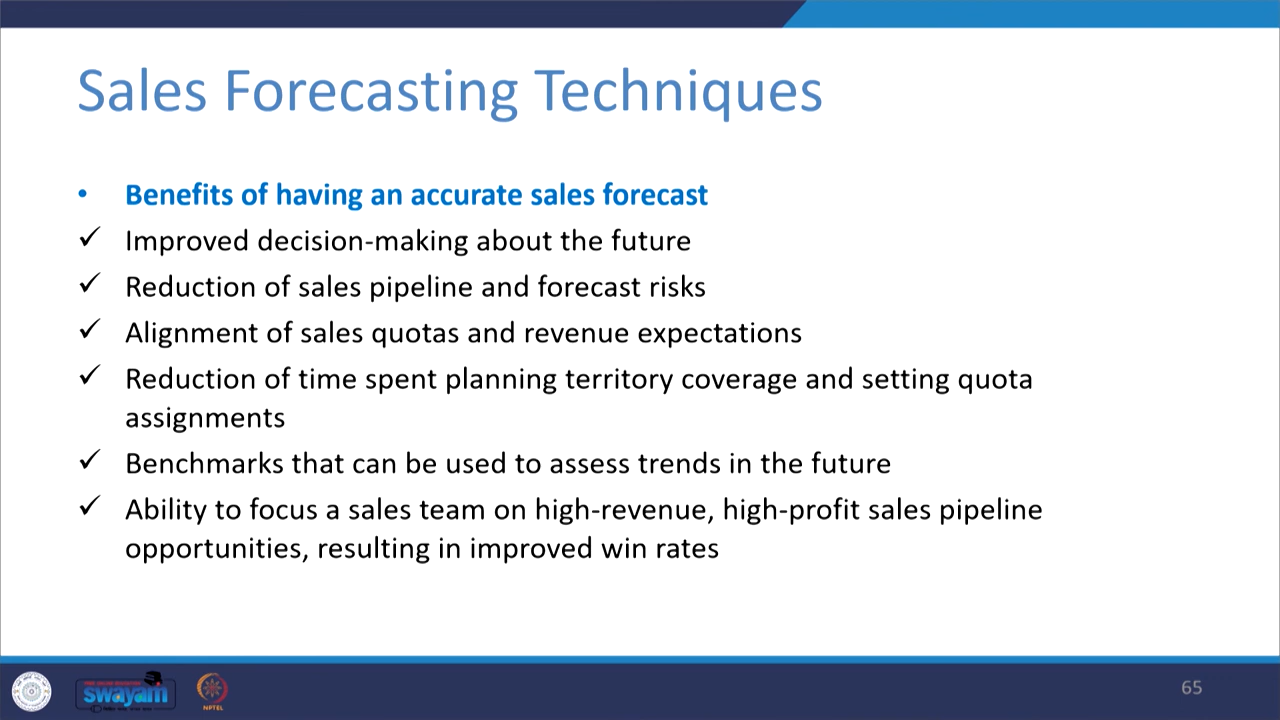 Sales Forecasting Techniques
• Benefits of having an accurate sales forecast
✓ Improved decision-making about the future
✓ Reduction of sales pipeline and forecast risks
✓ Alignment of sales quotas and revenue expectations
✓ Reduction of time spent planning territory coverage and setting quota
assignments
✓ Benchmarks that can be used to assess trends in the future
✓ Ability to focus a sales team on high-revenue, high-profit sales pipeline
opportunities, resulting in improved win rates
swayam
NPTEL
65